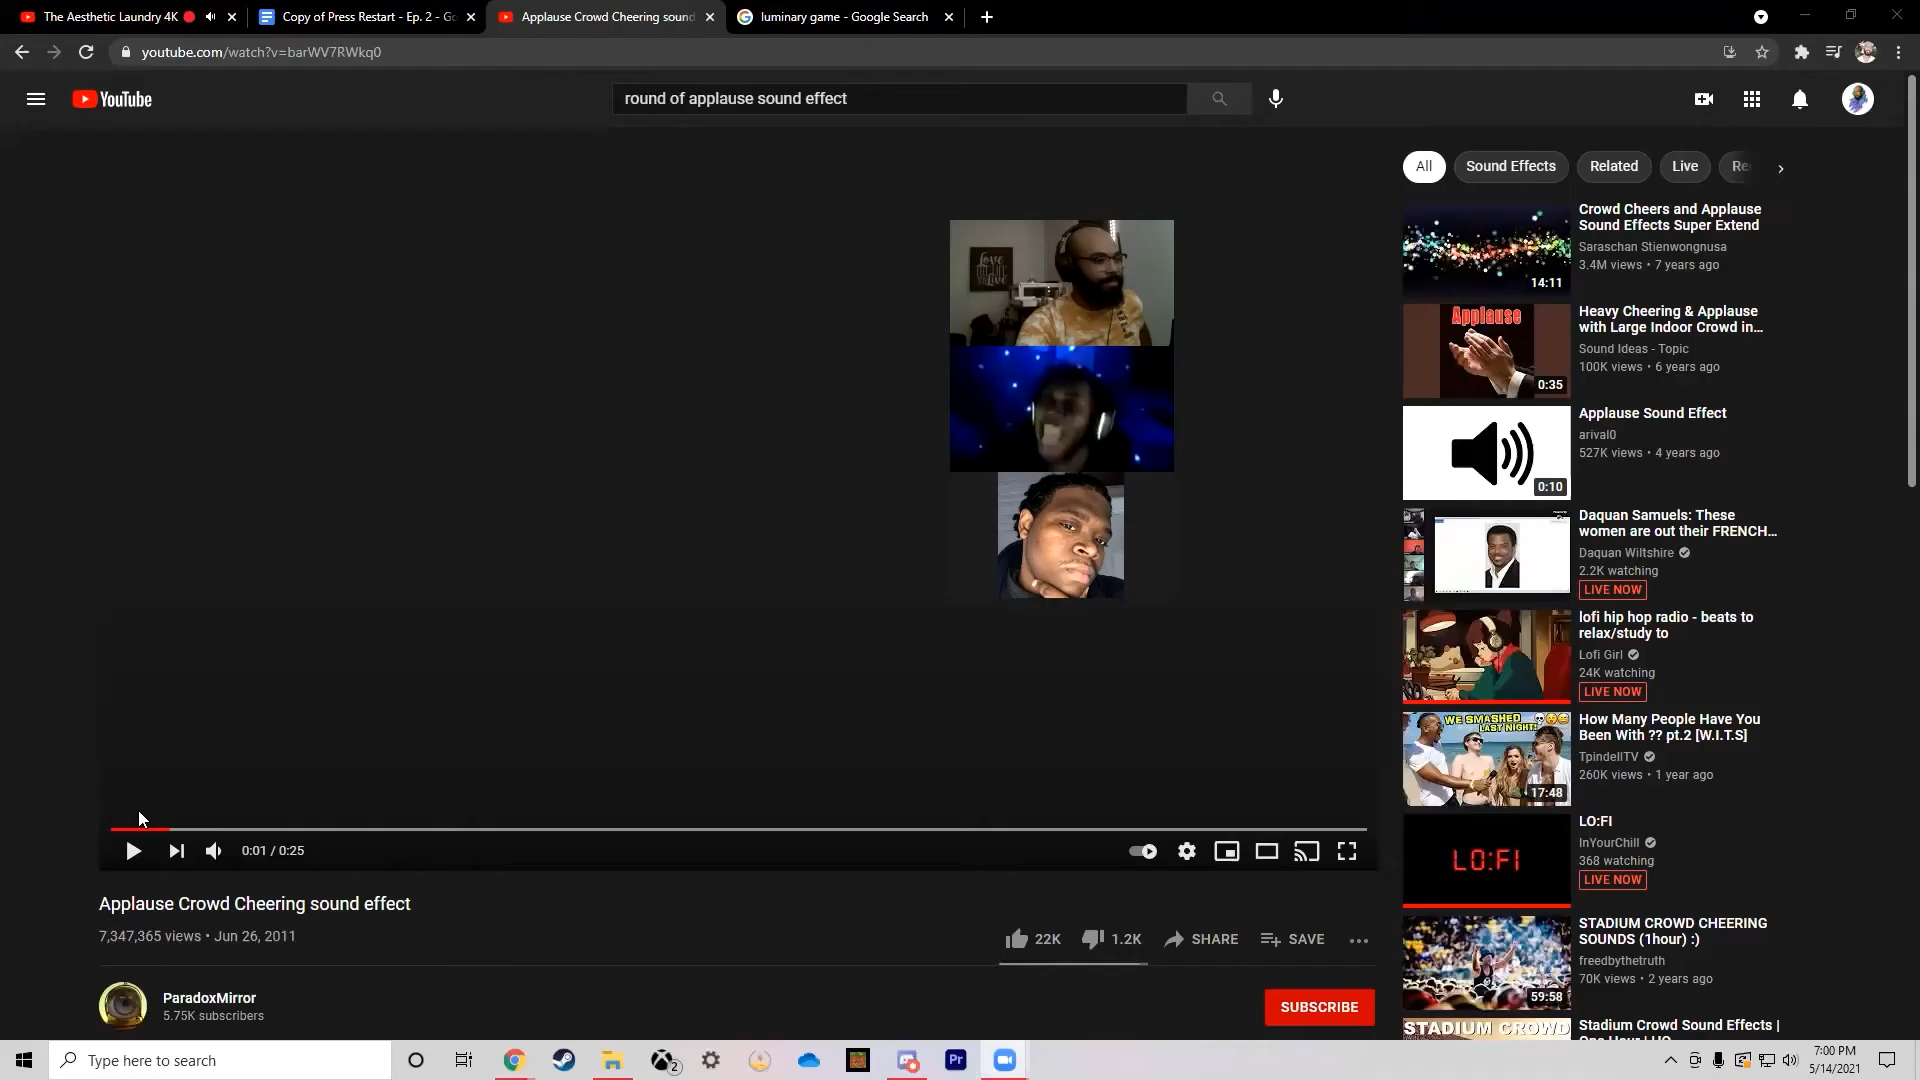 The Aesthetic Laundry 4K
Copy of Press Restart - Ep. 2 - Go
Applause Crowd Cheering sound
luminary game - Google Search
youtube.com/watch?v=barWV7RWkq0
YouTube
round of applause sound effect
All
Sound Effects
Related
Live
Re
Crowd Cheers and Applause
Sound Effects Super Extend
Saraschan Stienwongnusa
3.4M views • 7 years ago
14:11
Applause
Heavy Cheering & Applause
with Large Indoor Crowd in...
Sound Ideas - Topic
100K views • 6 years ago
0:35
Applause Sound Effect
arival0
527K views • 4 years ago
0:10
Daquan Samuels: These
women are out their FRENCH...
Daquan Wiltshire
2.2K watching
LIVE NOW
lofi hip hop radio - beats to
relax/study to
Lofi Girl
24K watching
LIVE NOW
WE SMASHED
LAST NIGHT!
How Many People Have You
Been With ?? pt.2 [W.I.T.S]
TpindellTV
260K views • 1 year ago
17:48
LO:FI
LO:FI
InYourChill
368 watching
LIVE NOW
STADIUM CROWD CHEERING
SOUNDS (1hour) :)
freedbythetruth
70K views • 2 years ago
59:58
STADIUM CROWD
Stadium Crowd Sound Effects |
One Hour | HQ
Love
Live
0:01 / 0:25
Applause Crowd Cheering sound effect
7,347,365 views • Jun 26, 2011
22K
1.2K
SHARE
SAVE
ParadoxMirror
5.75K subscribers
SUBSCRIBE
Type here to search
2
Pr
7:00 PM
5/14/2021